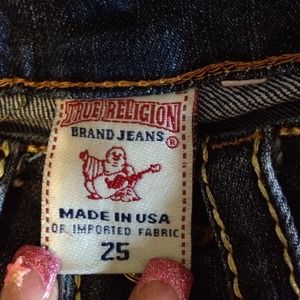 TRUE RELIGION
BRAND JEANS
®
MADE IN USA
OF IMPORTED FABRIC
25